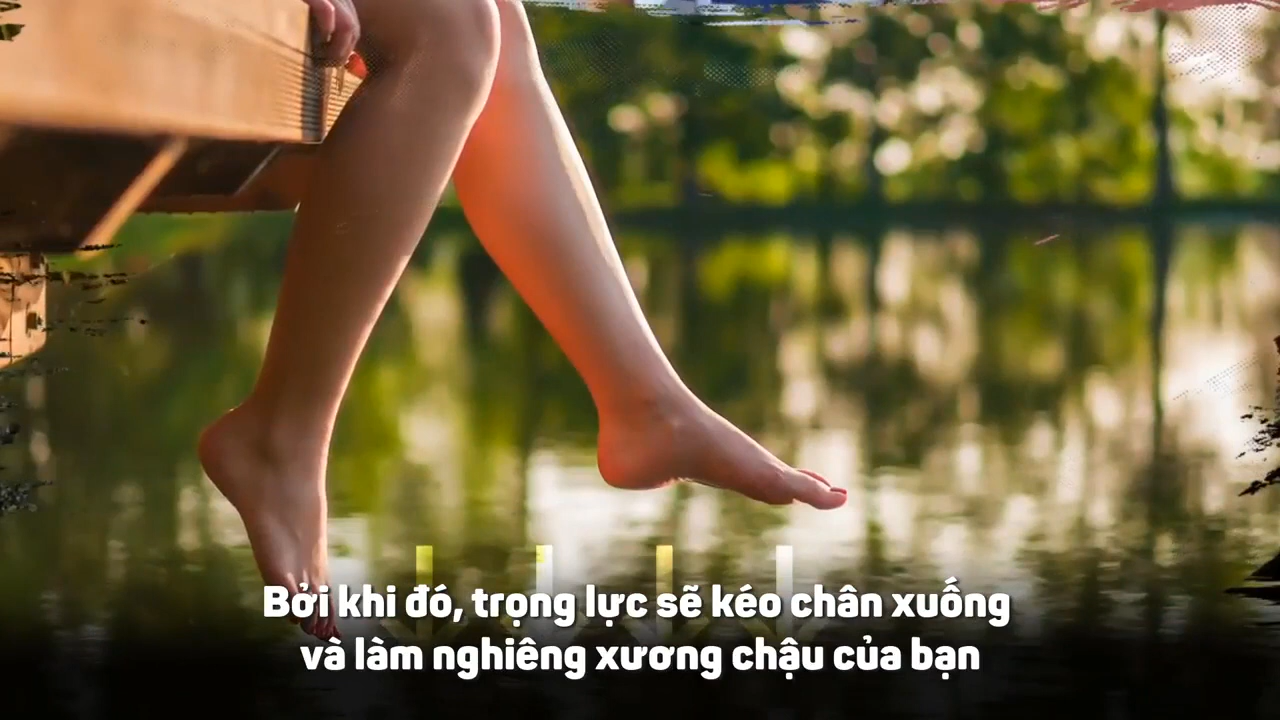 Bởi khi đó, trọng lực sẽ kéo chân xuống
và làm nghiêng xương chậu của bạn